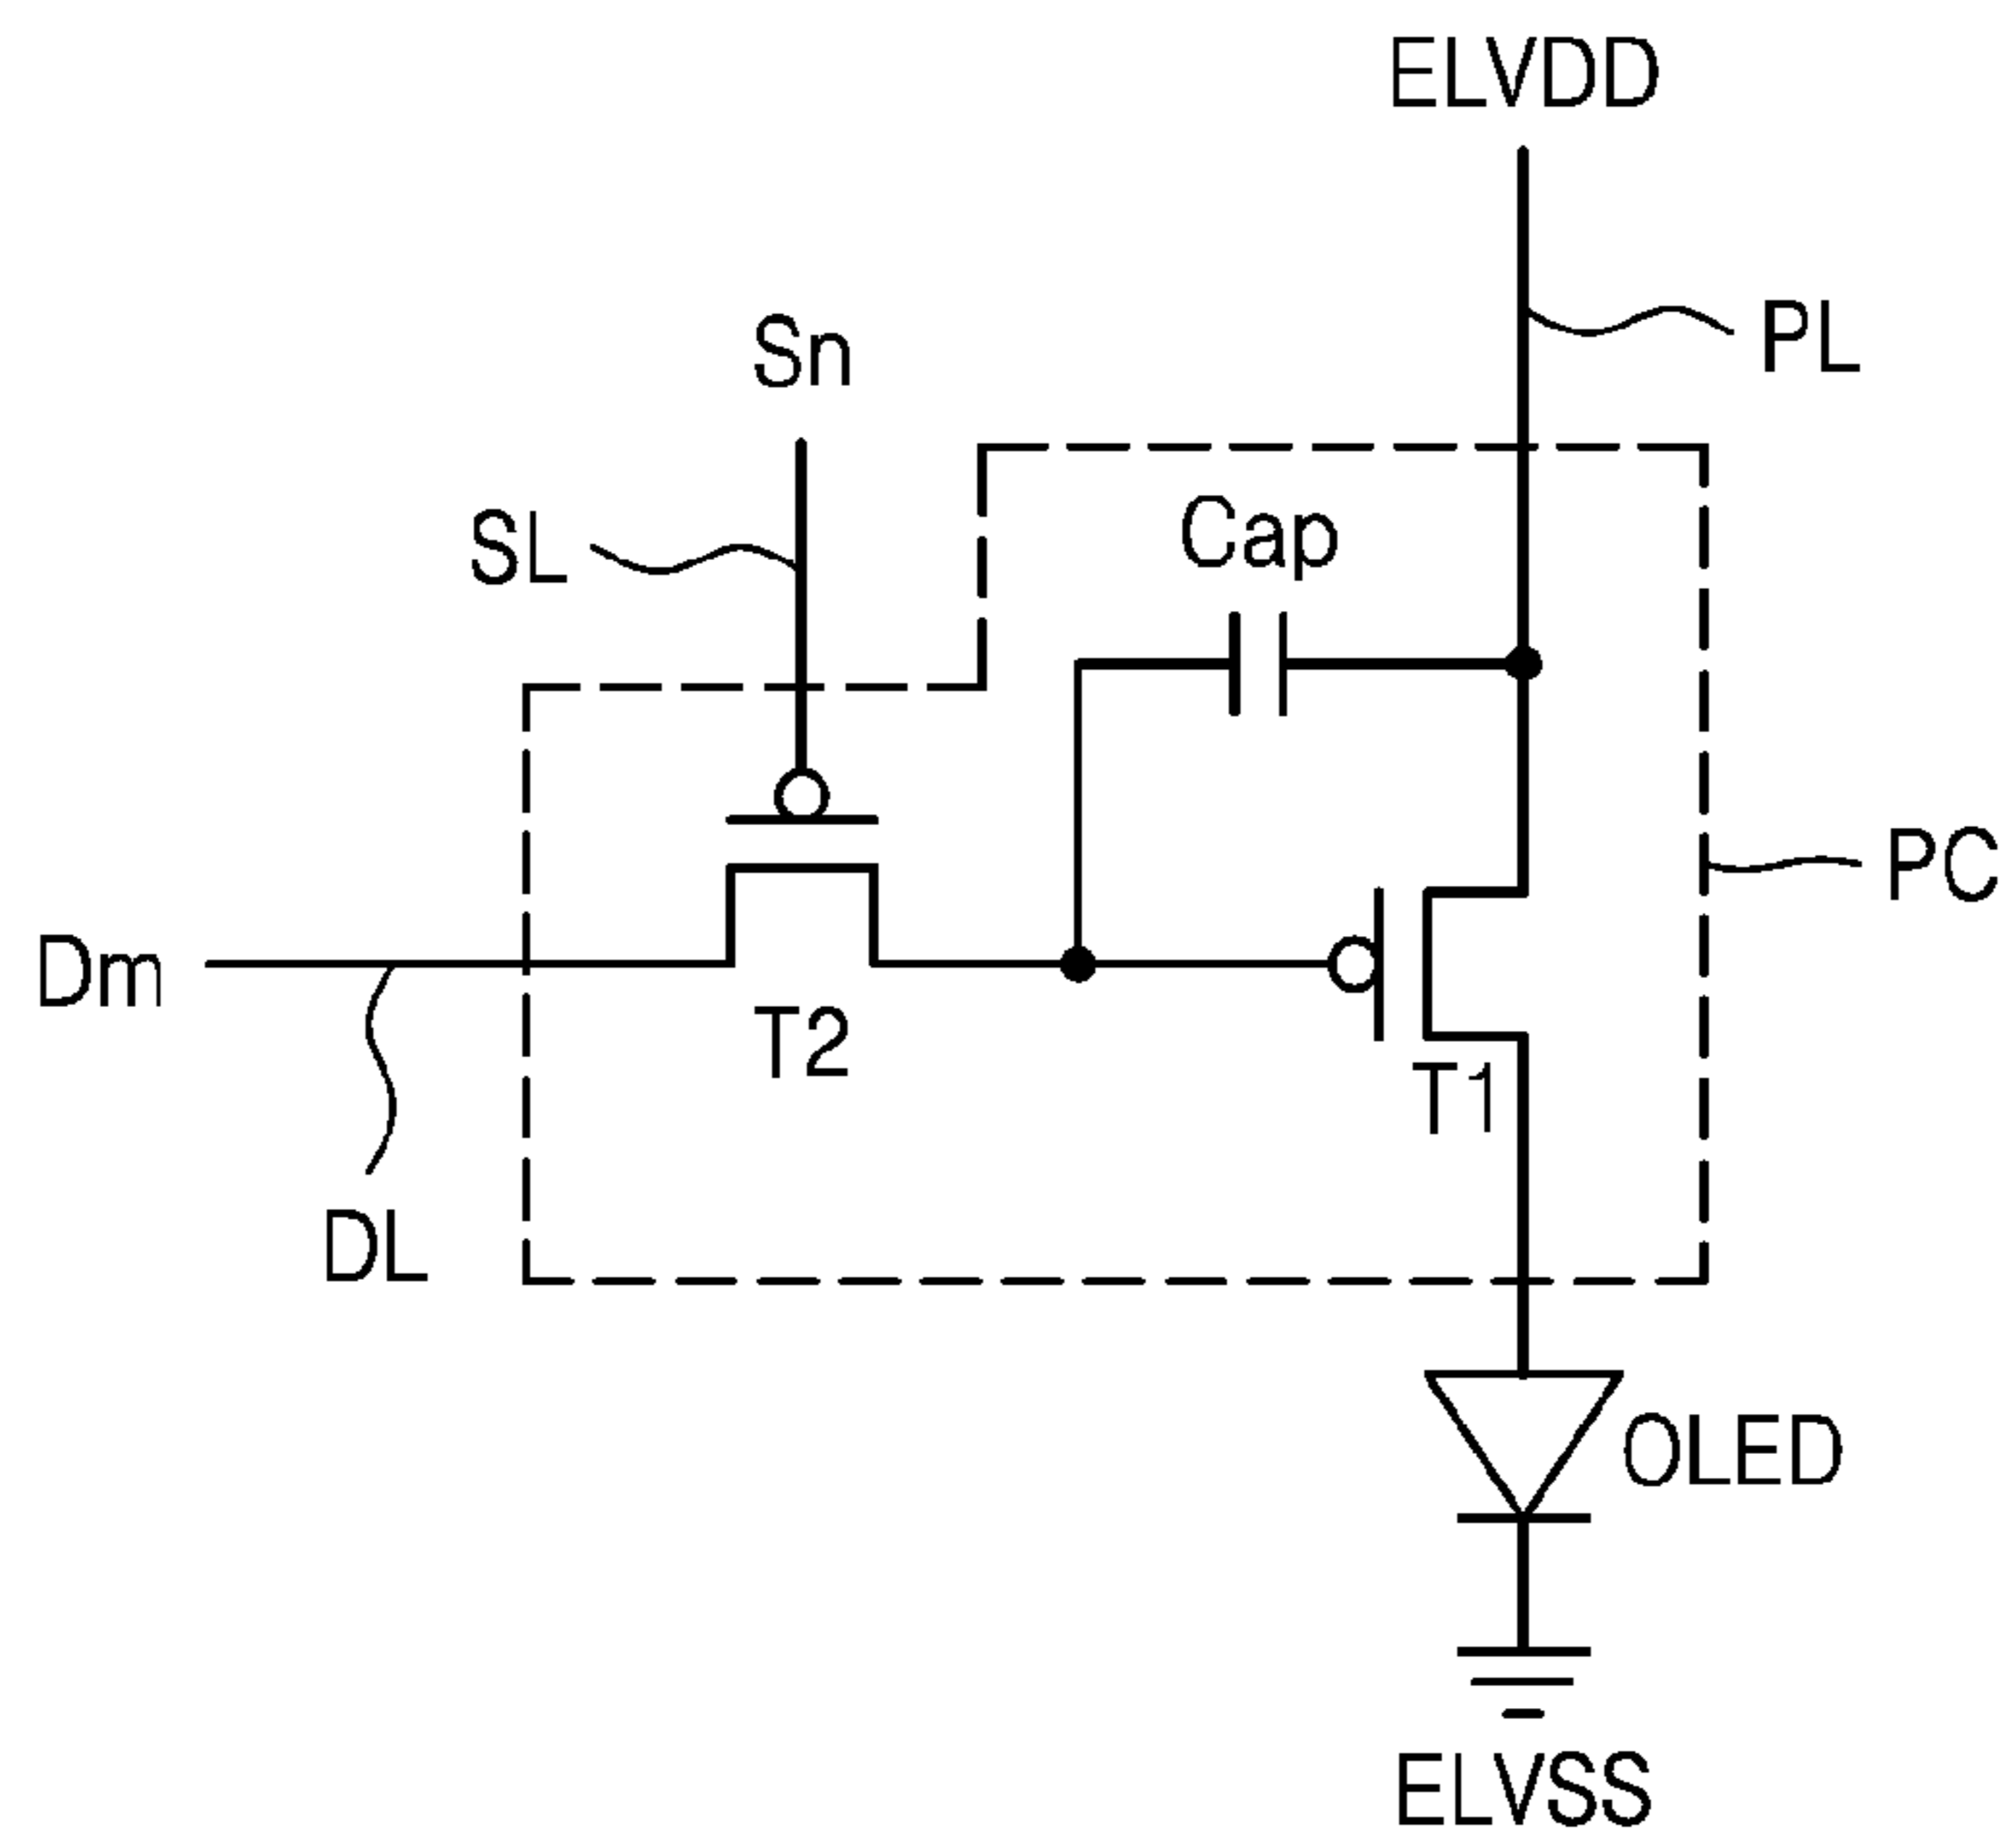 ELVDD
PL
Sn
SL
Cap
PC
Dm
T2
T1
DL
OLED
ELVSS